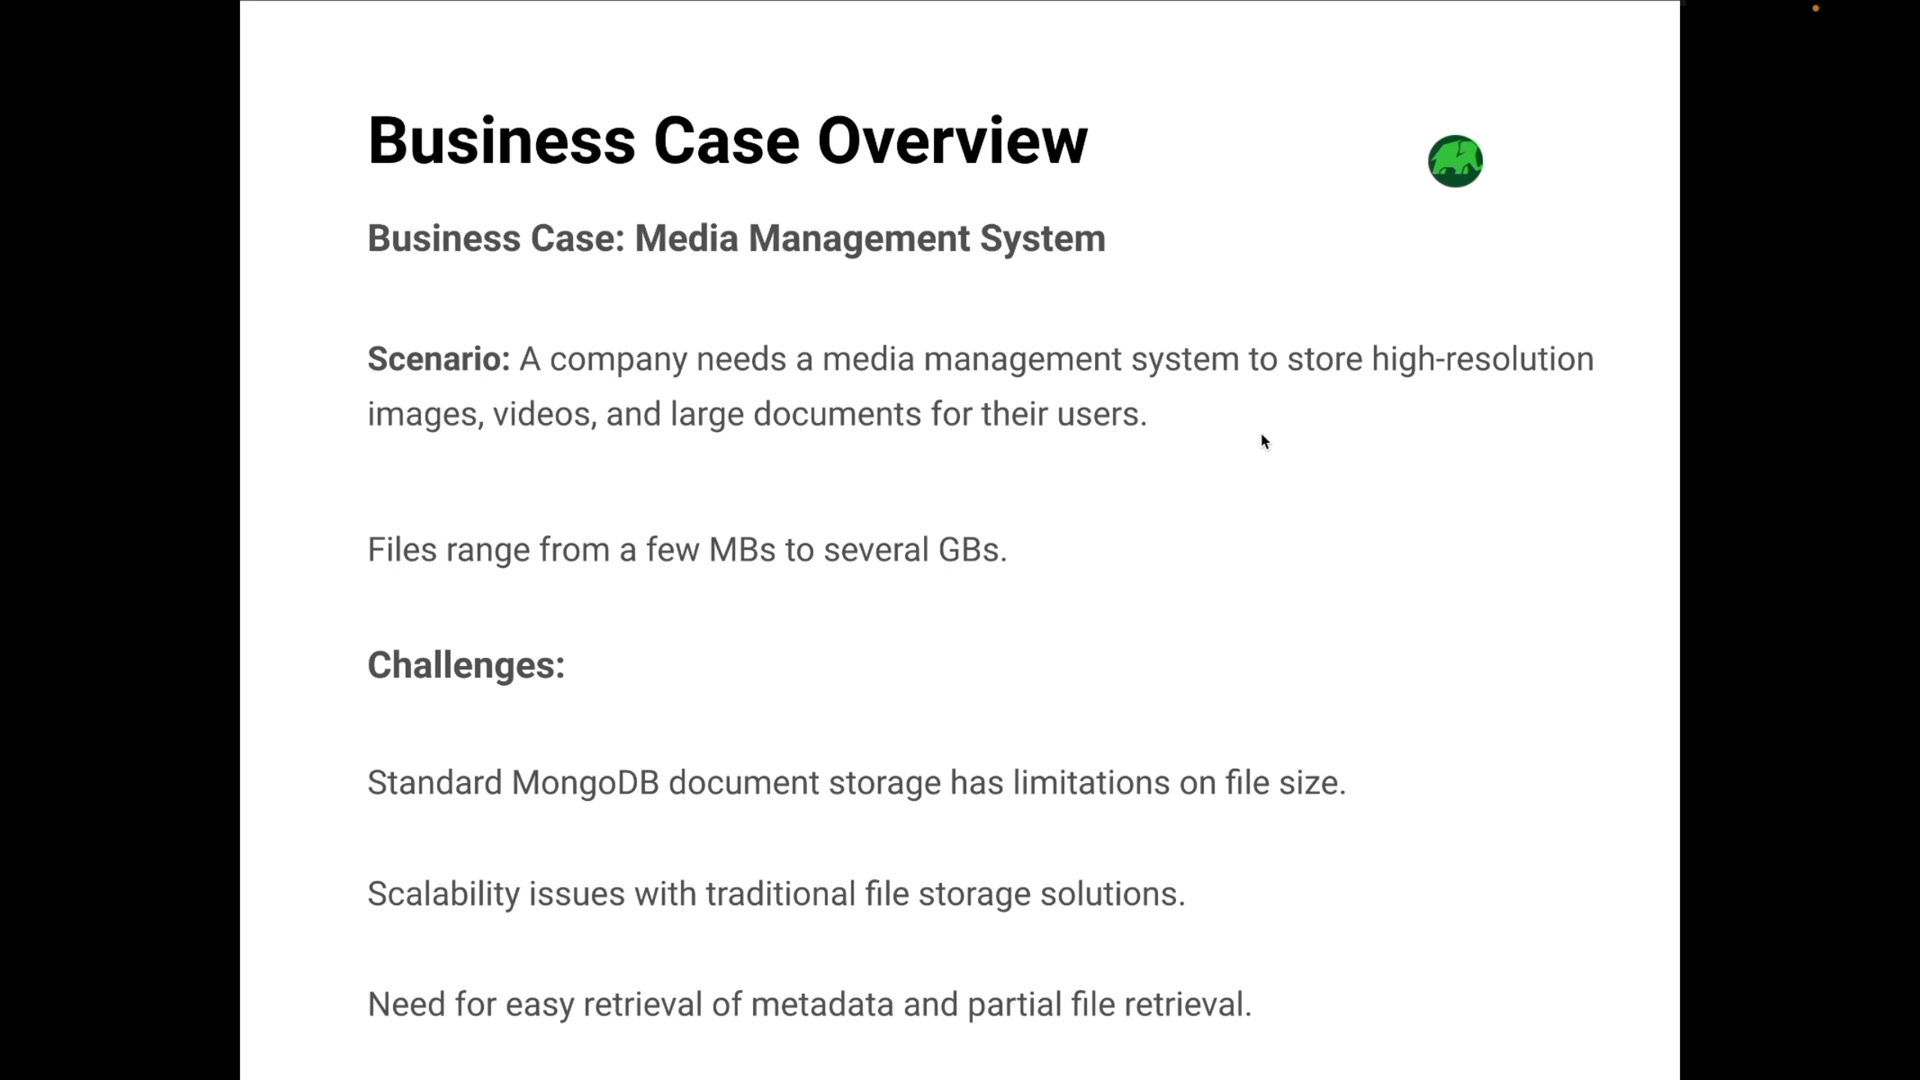 Business Case Overview
Business Case: Media Management System
Scenario: A company needs a media management system to store high-resolution
images, videos, and large documents for their users.
Files range from a few MBs to several GBs.
Challenges:
Standard MongoDB document storage has limitations on file size.
Scalability issues with traditional file storage solutions.
Need for easy retrieval of metadata and partial file retrieval.